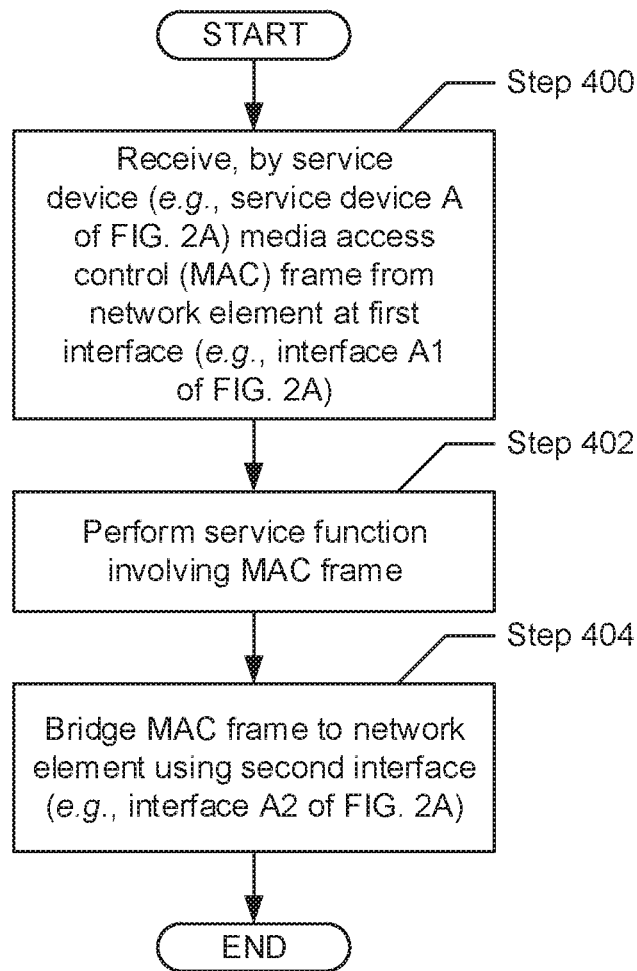 START
Step 400
Receive, by service
device (e.g., service device A
of FIG. 2A) media access
control (MAC) frame from
network element at first
interface (e.g., interface A1
of FIG. 2A)
Step 402
Perform service function
involving MAC frame
Step 404
Bridge MAC frame to network
element using second interface
(e.g., interface A2 of FIG. 2A)
END